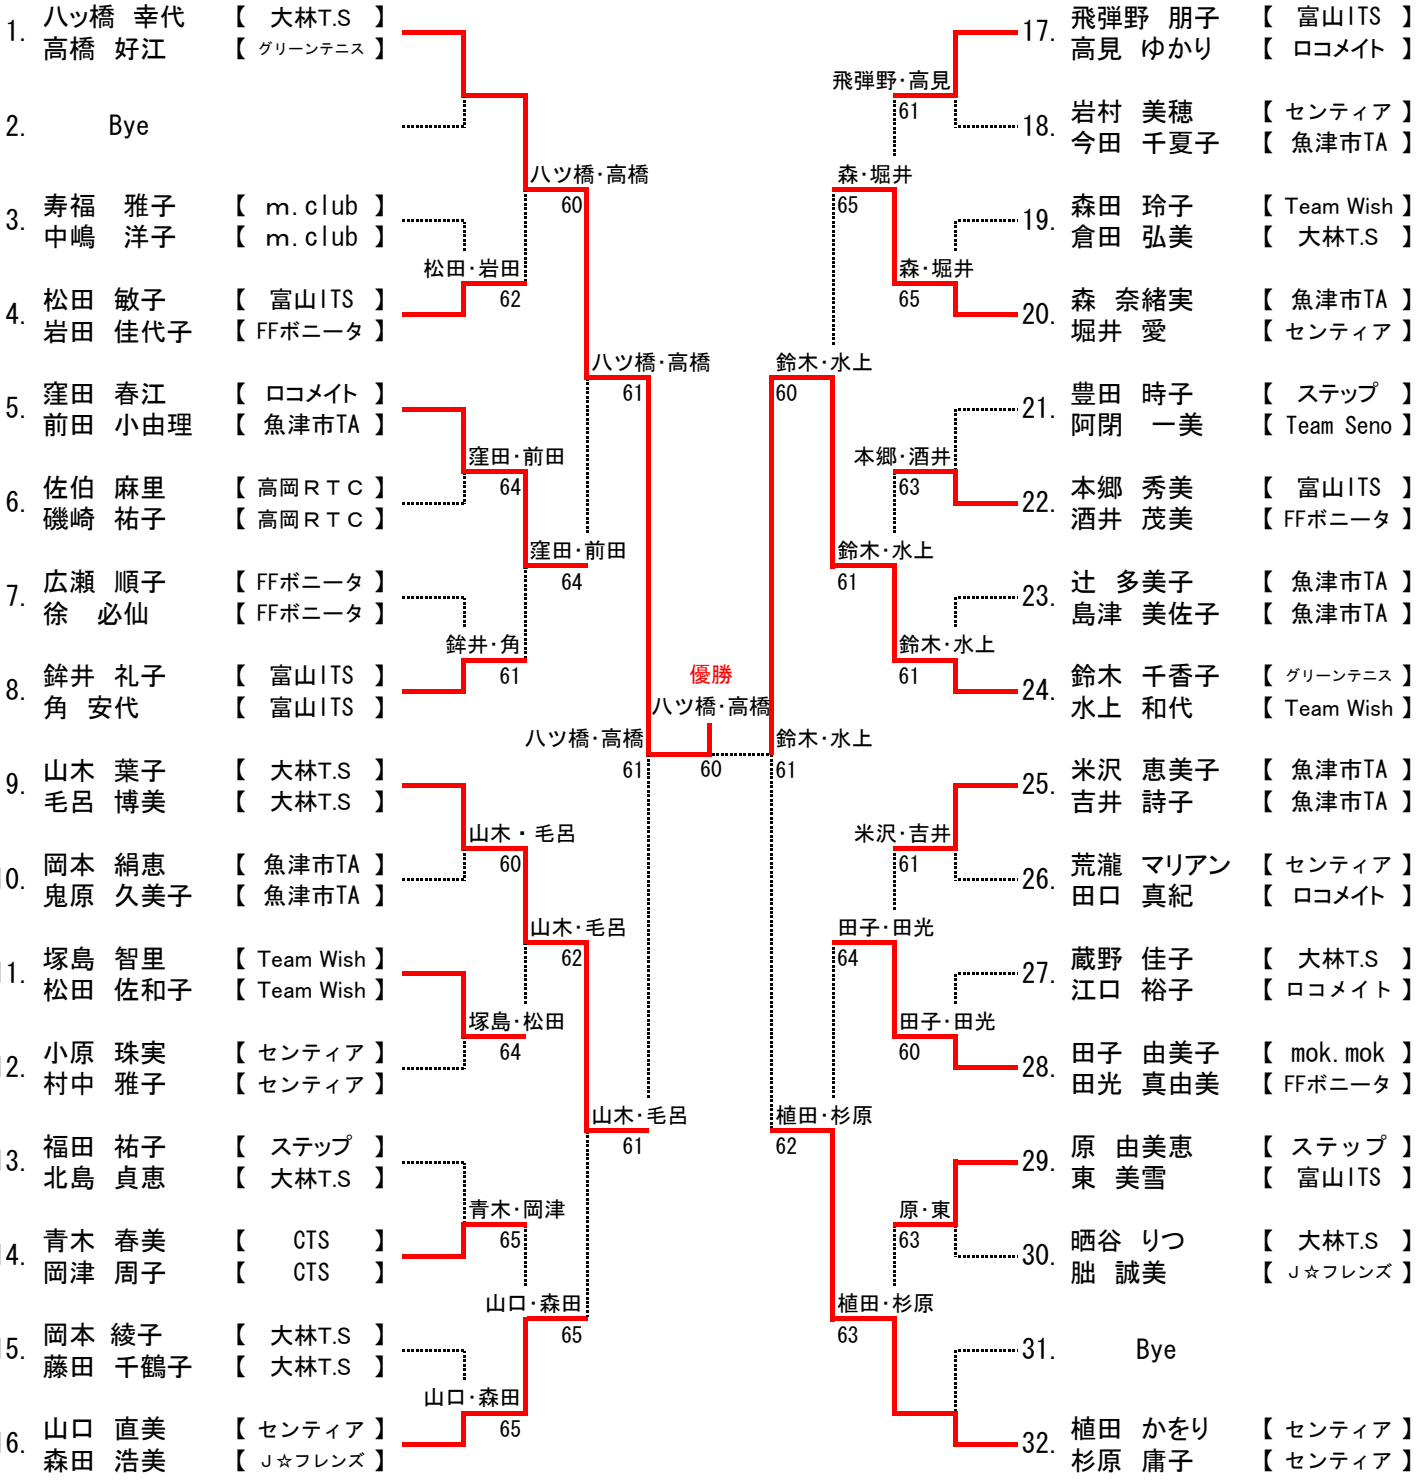 1. 八ッ橋 幸代 【 大林T.S 】
高橋 好江 【 グリーンテニス 】
2. Bye
3. 寿福 雅子 【 m.club 】
中嶋 洋子 【 m.club 】
4. 松田 敏子 【 富山ITS 】
岩田 佳代子 【 FFボニータ 】
5. 窪田 春江 【 ロコメイト 】
前田 小由理 【 魚津市TA 】
6. 佐伯 麻里 【 高岡RTC 】
磯崎 祐子 【 高岡RTC 】
7. 広瀬 順子 【 FFボニータ 】
徐 必仙 【 FFボニータ 】
8. 鉾井 礼子 【 富山ITS 】
角 安代 【 富山ITS 】
9. 山木 葉子 【 大林T.S 】
毛呂 博美 【 大林T.S 】
0. 岡本 絹恵 【 魚津市TA 】
鬼原 久美子 【 魚津市TA 】
1. 塚島 智里 【 Team Wish 】
松田 佐和子 【 Team Wish 】
2. 小原 珠実 【 センティア 】
村中 雅子 【 センティア 】
3. 福田 祐子 【 ステップ 】
北島 貞恵 【 大林T.S 】
4. 青木 春美 【 CTS 】
岡津 周子 【 CTS 】
5. 岡本 綾子 【 大林T.S 】
藤田 千鶴子 【 大林T.S 】
6. 山口 直美 【 センティア 】
森田 浩美 【 J☆フレンズ 】
八ツ橋・高橋
60
松田・岩田
62
八ツ橋・高橋
61
窪田・前田
64
窪田・前田
64
鉾井・角
61
八ツ橋・高橋
61
山木・毛呂
60
山木・毛呂
62
塚島・松田
64
山木・毛呂
61
青木・岡津
65
山口・森田
65
山口・森田
65
優勝
八ツ橋・高橋
60
飛弾野・高見
61
森・堀井
65
森・堀井
65
鈴木・水上
60
本郷・酒井
63
鈴木・水上
61
鈴木・水上
61
鈴木・水上
61
米沢・吉井
61
田子・田光
64
田子・田光
60
植田・杉原
62
原・東
63
植田・杉原
63
17. 飛弾野 朋子 【 富山ITS 】
高見 ゆかり 【 ロコメイト 】
18. 岩村 美穂 【 センティア 】
今田 千夏子 【 魚津市TA 】
19. 森田 玲子 【 Team Wish 】
倉田 弘美 【 大林T.S 】
20. 森 奈緒実 【 魚津市TA 】
堀井 愛 【 センティア 】
21. 豊田 時子 【 ステップ 】
阿閉 一美 【 Team Seno 】
22. 本郷 秀美 【 富山ITS 】
酒井 茂美 【 FFボニータ 】
23. 辻 多美子 【 魚津市TA 】
島津 美佐子 【 魚津市TA 】
24. 鈴木 千香子 【 グリーンテニス 】
水上 和代 【 Team Wish 】
25. 米沢 恵美子 【 魚津市TA 】
吉井 詩子 【 魚津市TA 】
26. 荒瀧 マリアン 【 センティア 】
田口 真紀 【 ロコメイト 】
27. 蔵野 佳子 【 大林T.S 】
江口 裕子 【 ロコメイト 】
28. 田子 由美子 【 mok.mok 】
田光 真由美 【 FFボニータ 】
29. 原 由美恵 【 ステップ 】
東 美雪 【 富山ITS 】
30. 晒谷 りつ 【 大林T.S 】
朏 誠美 【 J☆フレンズ 】
31. Bye
32. 植田 かをり 【 センティア 】
杉原 庸子 【 センティア 】